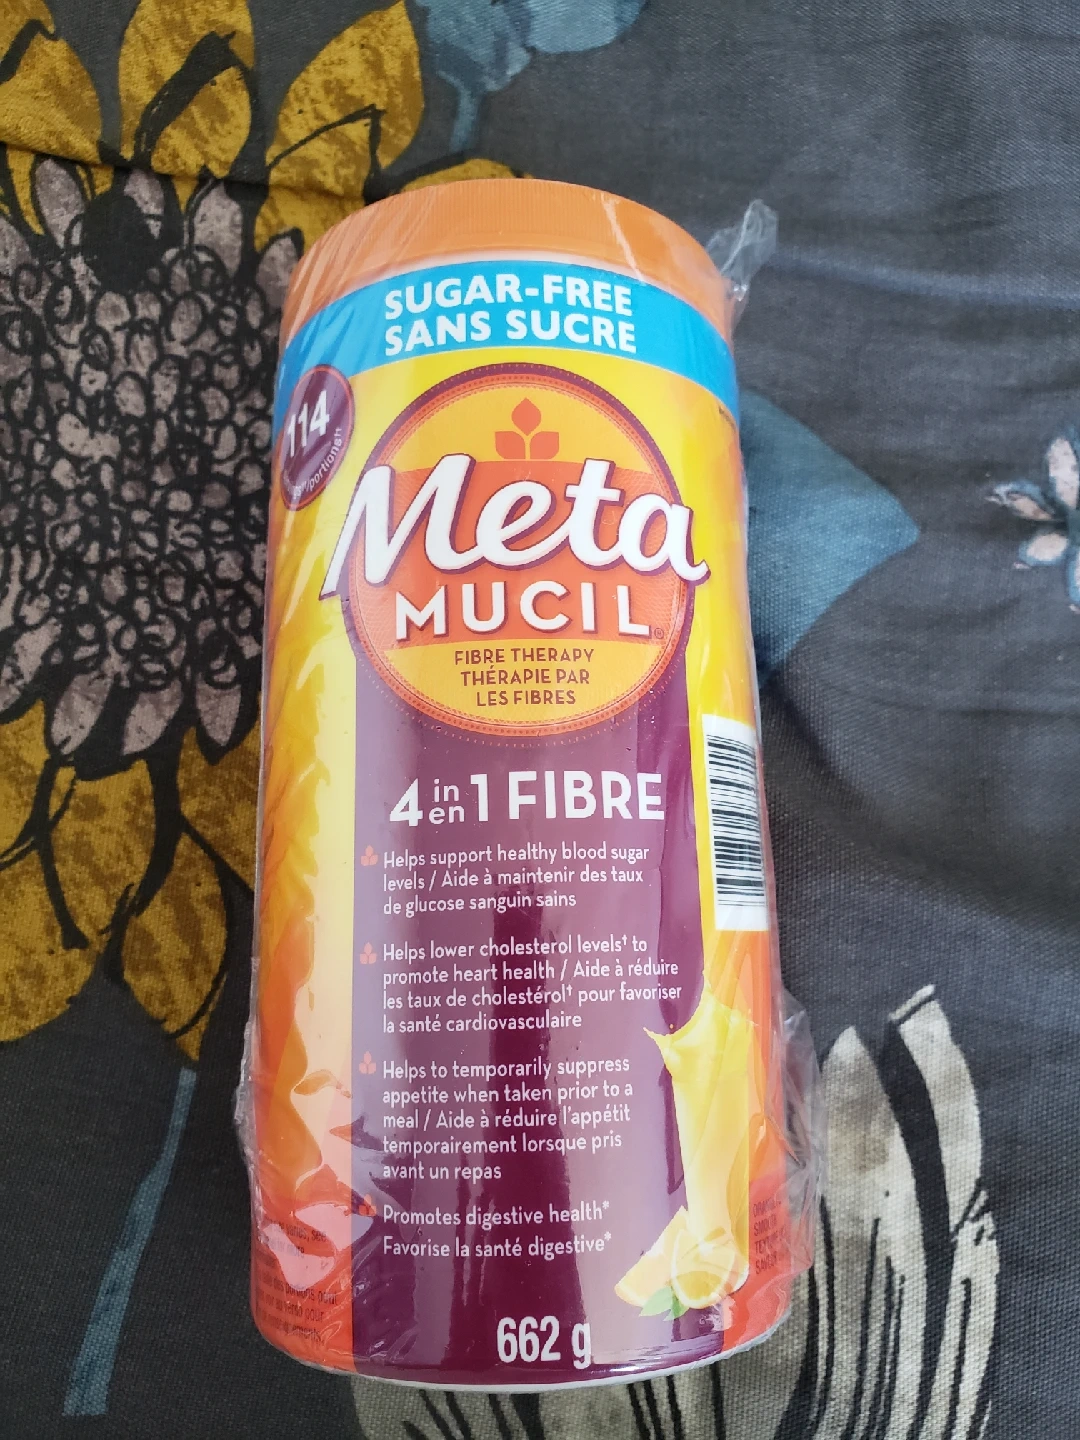 SUGAR-FREE
SANS SUCRE
114
/portions††
Meta
MUCIL®
FIBRE THERAPY
THÉRAPIE PAR
LES FIBRES
4 in en 1 FIBRE
Helps support healthy blood sugar
levels / Aide à maintenir des taux
de glucose sanguin sains
Helps lower cholesterol levels† to
promote heart health / Aide à réduire
les taux de cholestérol† pour favoriser
la santé cardiovasculaire
Helps to temporarily suppress
appetite when taken prior to a
meal / Aide à réduire l'appétit
temporairement lorsque pris
avant un repas
Promotes digestive health*
Favorise la santé digestive*
662 g